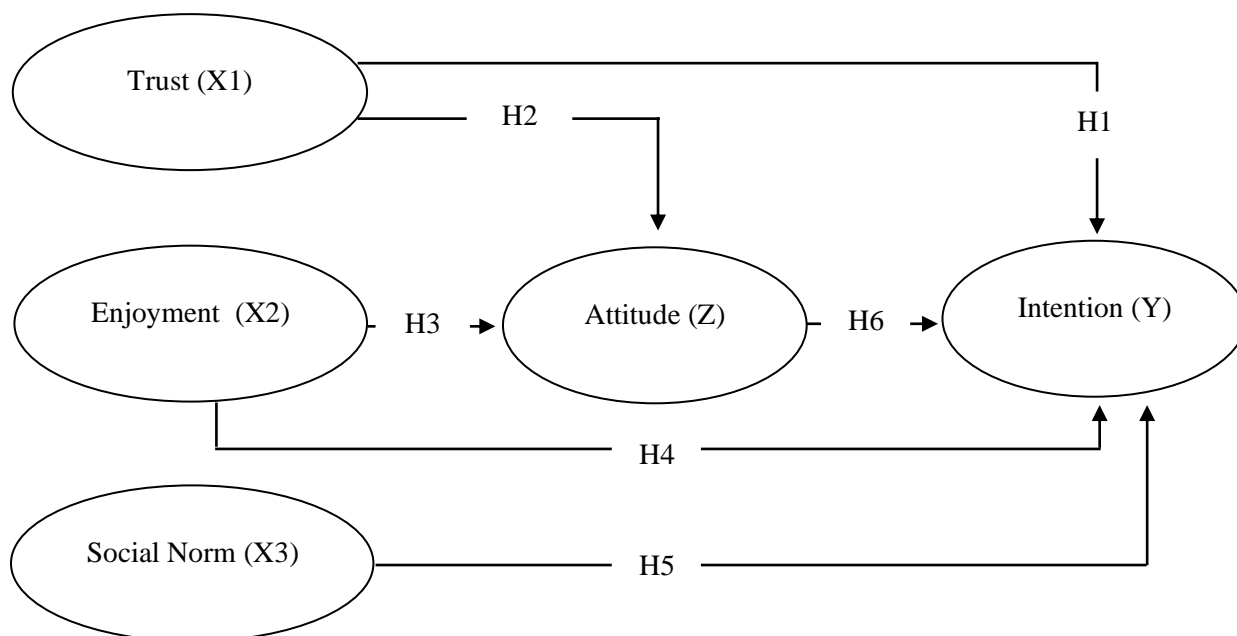 Trust (X1)
H2
H1
Enjoyment (X2)
H3
Attitude (Z)
H6
Intention (Y)
H4
Social Norm (X3)
H5